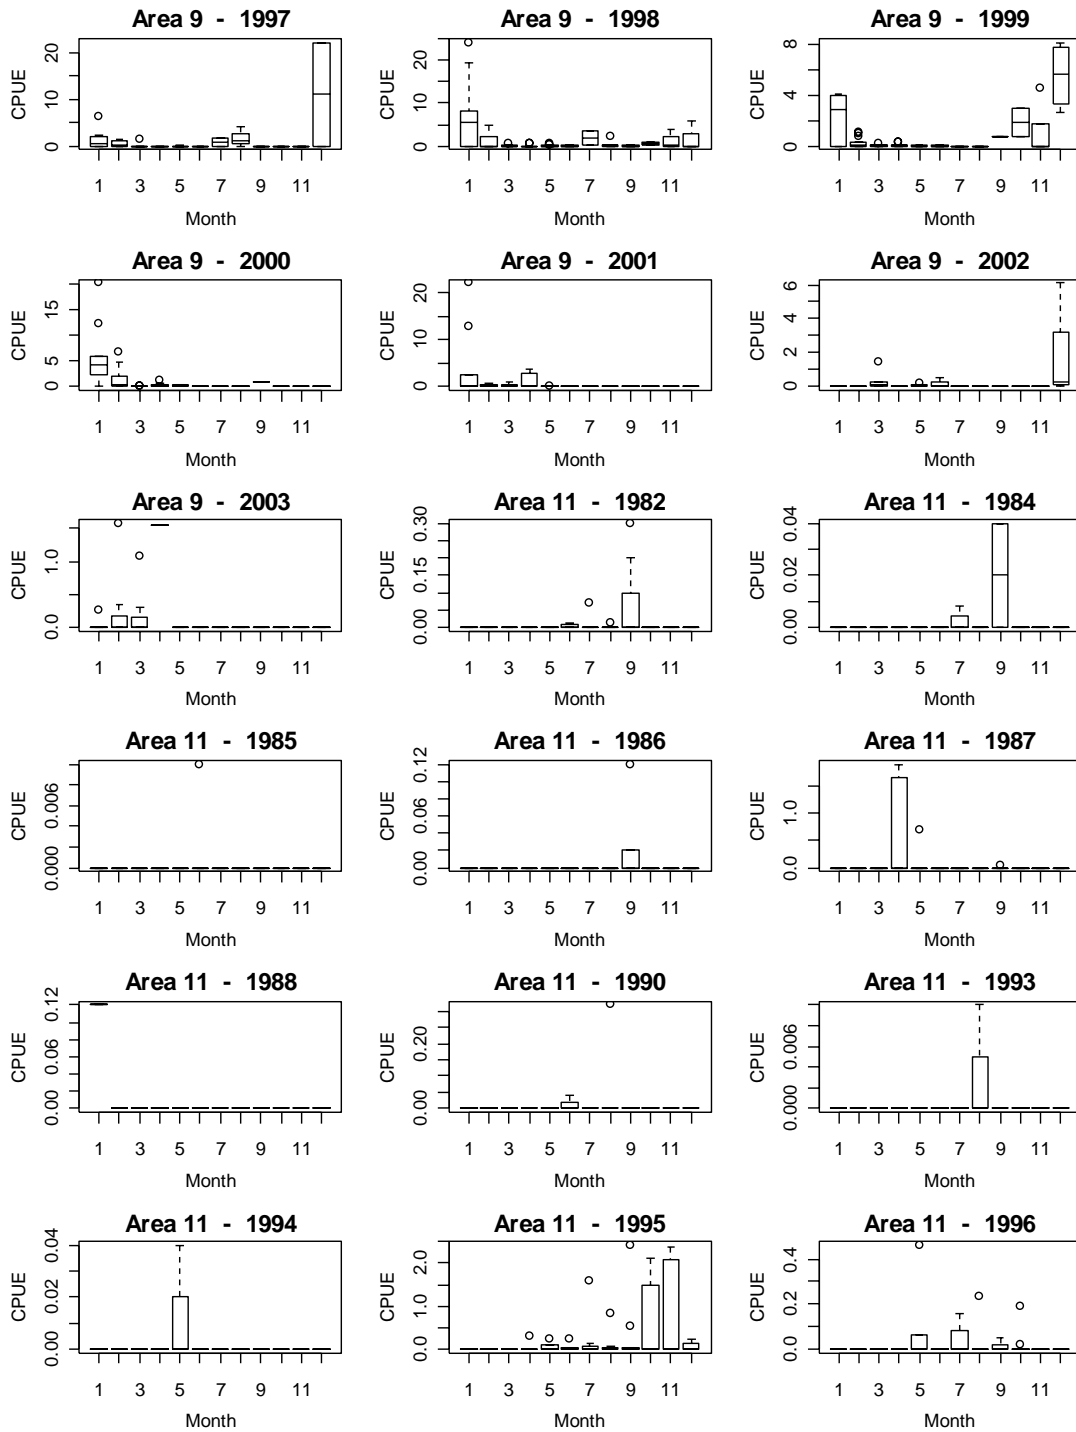 Area 9 - 1997
CPUE
0 10 20
1 3 5 7 9 11
Month
Area 9 - 1998
CPUE
0 10 20
1 3 5 7 9 11
Month
Area 9 - 1999
CPUE
0 4 8
1 3 5 7 9 11
Month
Area 9 - 2000
CPUE
0 5 15
1 3 5 7 9 11
Month
Area 9 - 2001
CPUE
0 10 20
1 3 5 7 9 11
Month
Area 9 - 2002
CPUE
0 2 4 6
1 3 5 7 9 11
Month
Area 9 - 2003
CPUE
0.0 1.0
1 3 5 7 9 11
Month
Area 11 - 1982
CPUE
0.00 0.15 0.30
1 3 5 7 9 11
Month
Area 11 - 1984
CPUE
0.00 0.02 0.04
1 3 5 7 9 11
Month
Area 11 - 1985
CPUE
0.000 0.006
1 3 5 7 9 11
Month
Area 11 - 1986
CPUE
0.00 0.06 0.12
1 3 5 7 9 11
Month
Area 11 - 1987
CPUE
0.0 1.0
1 3 5 7 9 11
Month
Area 11 - 1988
CPUE
0.00 0.06 0.12
1 3 5 7 9 11
Month
Area 11 - 1990
CPUE
0.00 0.20
1 3 5 7 9 11
Month
Area 11 - 1993
CPUE
0.000 0.006
1 3 5 7 9 11
Month
Area 11 - 1994
CPUE
0.00 0.02 0.04
1 3 5 7 9 11
Month
Area 11 - 1995
CPUE
0.0 1.0 2.0
1 3 5 7 9 11
Month
Area 11 - 1996
CPUE
0.0 0.2 0.4
1 3 5 7 9 11
Month